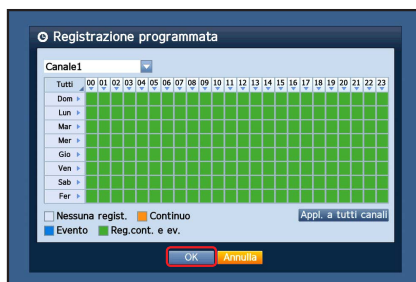 Registrazione programmata
Canale1
Tutti 00 01 02 03 04 05 06 07 08 09 10 11 12 13 14 15 16 17 18 19 20 21 22 23
Dom
Lun
Mar
Mer
Gio
Ven
Sab
Fer
Nessuna regist. Continuo Appl. a tutti canali
Evento Reg.cont. e ev.
OK Annulla